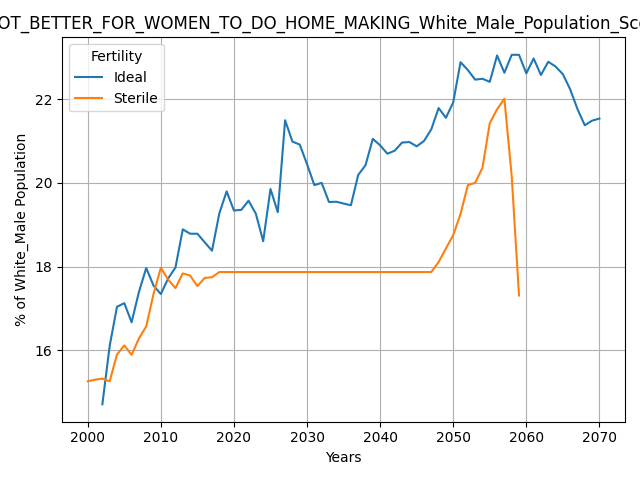 OT_BETTER_FOR_WOMEN_TO_DO_HOME_MAKING_White_Male_Population_Sc
Fertility
Ideal
Sterile
% of White_Male Population
22
20
18
16
2000 2010 2020 2030 2040 2050 2060 2070
Years